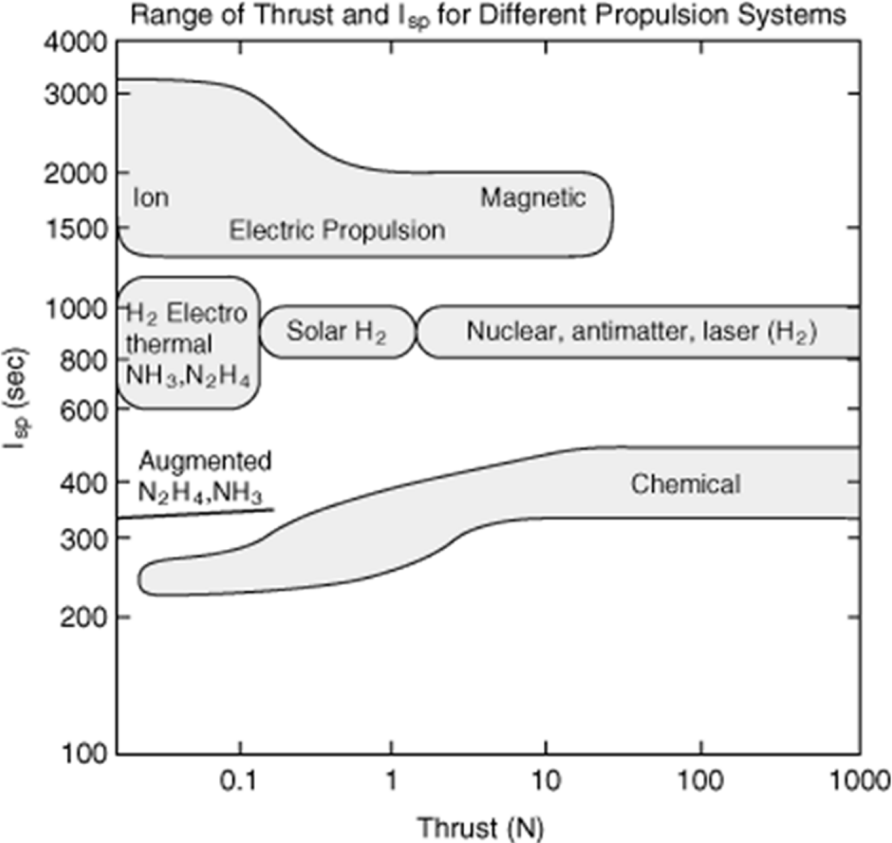 Range of Thrust and Isp for Different Propulsion Systems
4000
3000
2000
1500
1000
800
600
400
300
200
100
Isp (sec)
Ion
Magnetic
Electric Propulsion
H2 Electro
thermal
NH3,N2H4
Solar H2
Nuclear, antimatter, laser (H2)
Augmented
N2H4,NH3
Chemical
0.1
1
10
100
1000
Thrust (N)